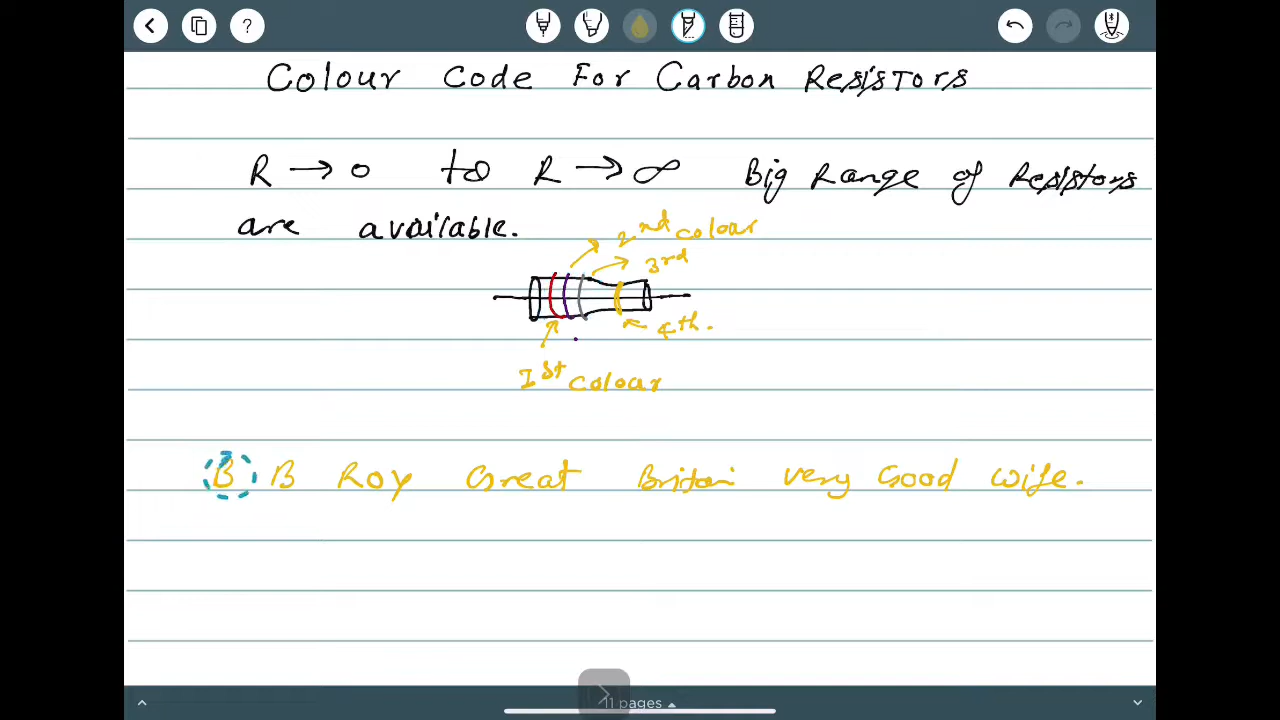 Colour Code For Carbon Resistors
R → 0 to R → ∞ Big Range of Resistors
are available.
2nd colour
3rd
4th.
1st colour
B B Roy Great Britain very Good wife.
11 pages